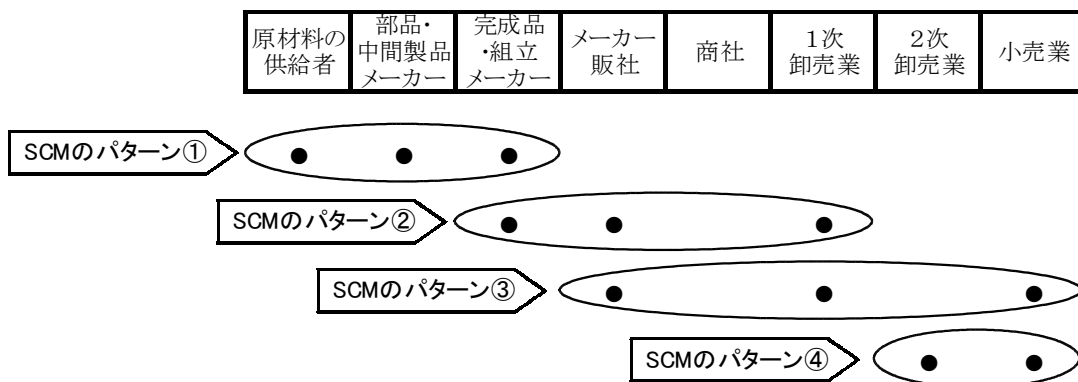 原材料の
供給者
部品・
中間製品
メーカー
完成品
・組立
メーカー
メーカー
販社
商社
1次
卸売業
2次
卸売業
小売業
SCMのパターン①
SCMのパターン②
SCMのパターン③
SCMのパターン④